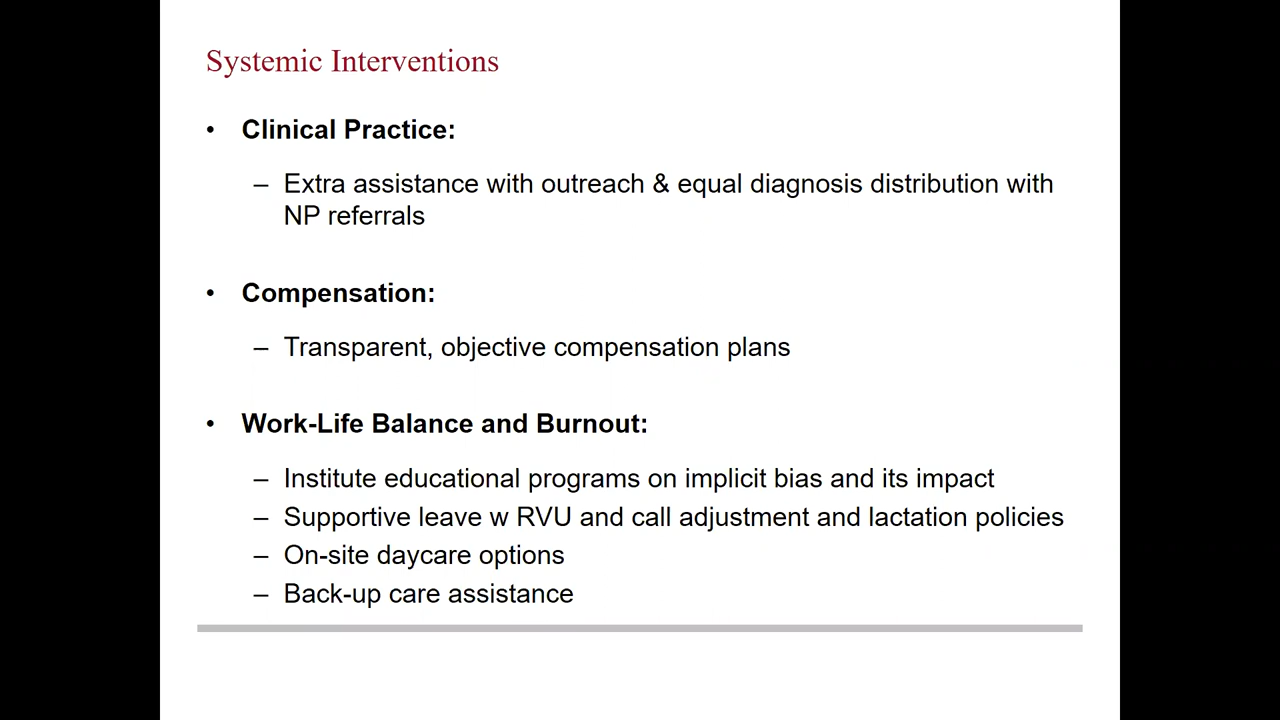 Systemic Interventions
• Clinical Practice:
– Extra assistance with outreach & equal diagnosis distribution with
NP referrals
• Compensation:
– Transparent, objective compensation plans
• Work-Life Balance and Burnout:
– Institute educational programs on implicit bias and its impact
– Supportive leave w RVU and call adjustment and lactation policies
– On-site daycare options
– Back-up care assistance